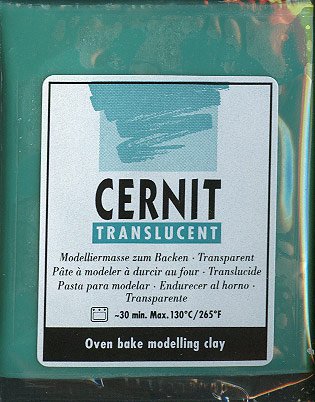 CERNIT
TRANSLUCENT
Modelliermasse zum Backen · Transparent
Pâte à modeler à durcir au four · Translucide
Pasta para modelar · Endurecer al horno ·
Transparente
~30 min. Max. 130°C/265°F
Oven bake modelling clay